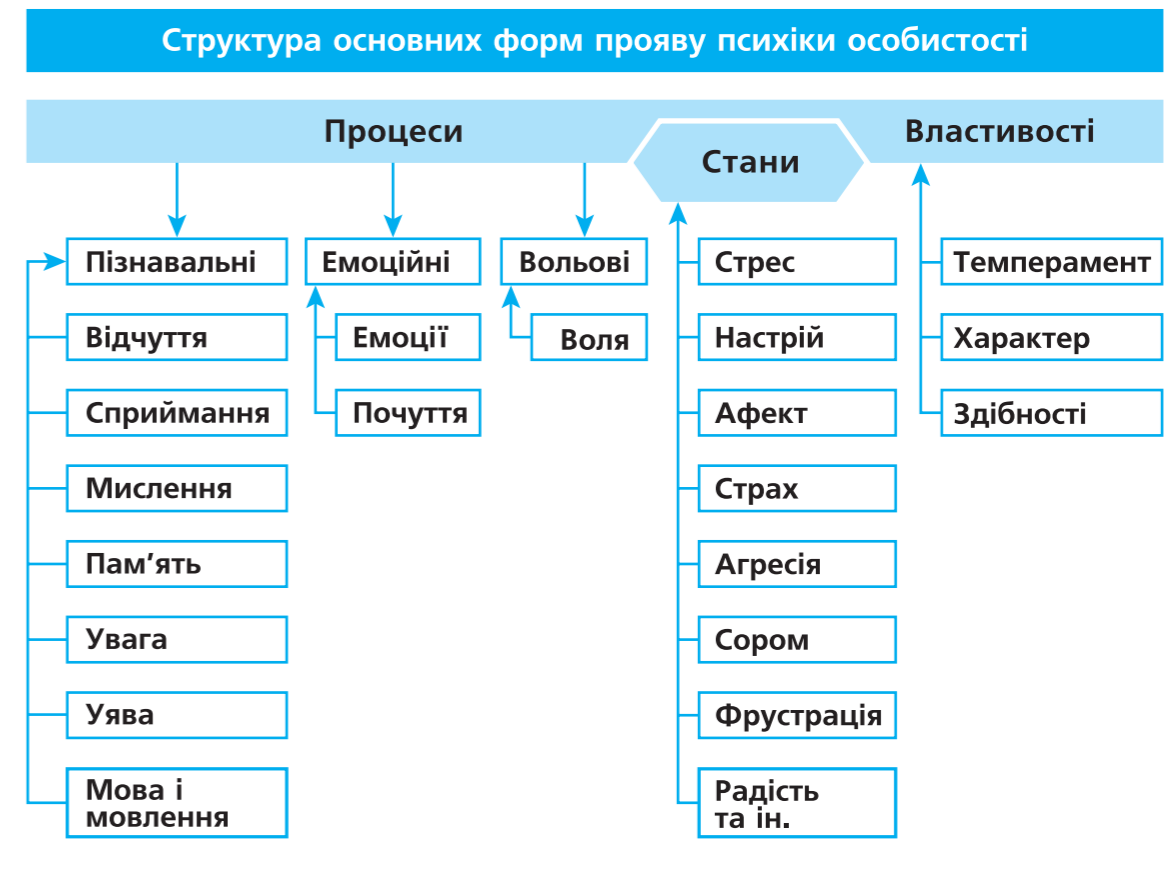 Структура основних форм прояву психіки особистості
Процеси
Стани
Властивості
Пізнавальні
Відчуття
Сприймання
Мислення
Пам’ять
Увага
Уява
Мова і
мовлення
Емоційні
Емоції
Почуття
Вольові
Воля
Стрес
Настрій
Афект
Страх
Агресія
Сором
Фрустрація
Радість
та ін.
Темперамент
Характер
Здібності